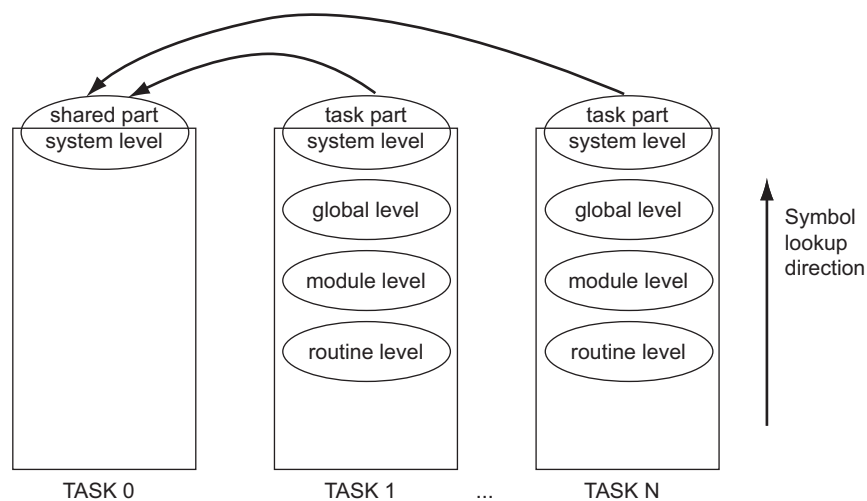 shared part
system level
task part
system level
global level
module level
routine level
task part
system level
global level
module level
routine level
Symbol
lookup
direction
TASK 0
TASK 1
...
TASK N